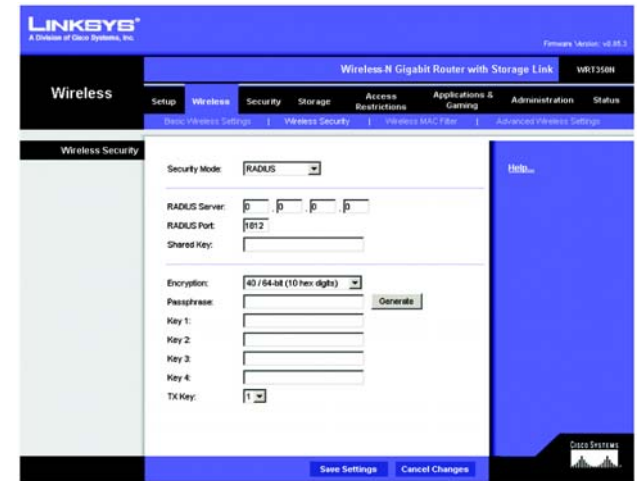 LINKSYS®
A Division of Cisco Systems, Inc.
Firmware Version: v0.85.3
Wireless-N Gigabit Router with Storage Link WRT350N
Wireless
Setup Wireless Security Storage Access Restrictions Applications & Gaming Administration Status
Basic Wireless Settings | Wireless Security | Wireless MAC Filter | Advanced Wireless Settings
Wireless Security
Security Mode: RADIUS
Help...
RADIUS Server: 0 . 0 . 0 . 0
RADIUS Port: 1812
Shared Key:
Encryption: 40 / 64-bit (10 hex digits)
Passphrase: Generate
Key 1:
Key 2:
Key 3:
Key 4:
TX Key: 1
CISCO SYSTEMS
Save Settings Cancel Changes